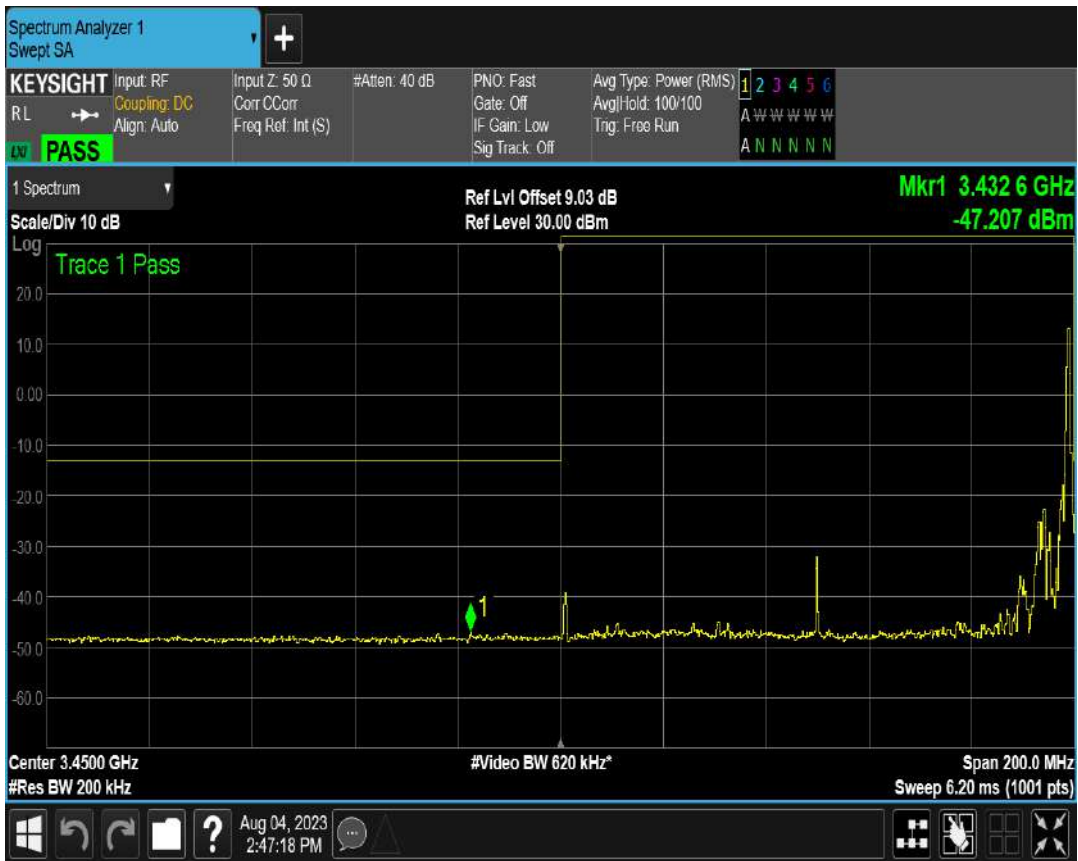 Spectrum Analyzer 1
Swept SA
+
KEYSIGHT Input: RF Input Z: 50 Ω #Atten: 40 dB PNO: Fast Avg Type: Power (RMS) 1 2 3 4 5 6
RL Coupling: DC Corr CCorr Gate: Off Avg|Hold: 100/100 A W W W W W
Align: Auto Freq Ref: Int (S) IF Gain: Low Trig: Free Run
LXI PASS Sig Track: Off A N N N N N
1 Spectrum Ref Lvl Offset 9.03 dB Mkr1 3.432 6 GHz
Scale/Div 10 dB Ref Level 30.00 dBm -47.207 dBm
Log
Trace 1 Pass
20.0
10.0
0.00
-10.0
-20.0
-30.0
-40.0
1
-50.0
-60.0
Center 3.4500 GHz #Video BW 620 kHz* Span 200.0 MHz
#Res BW 200 kHz Sweep 6.20 ms (1001 pts)
? Aug 04, 2023
2:47:18 PM